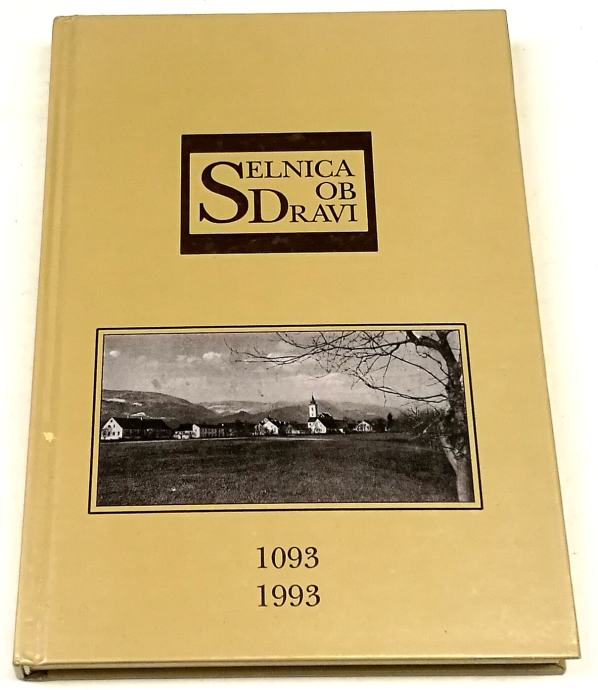 SELNICA
OB
DRAVI
1093
1993